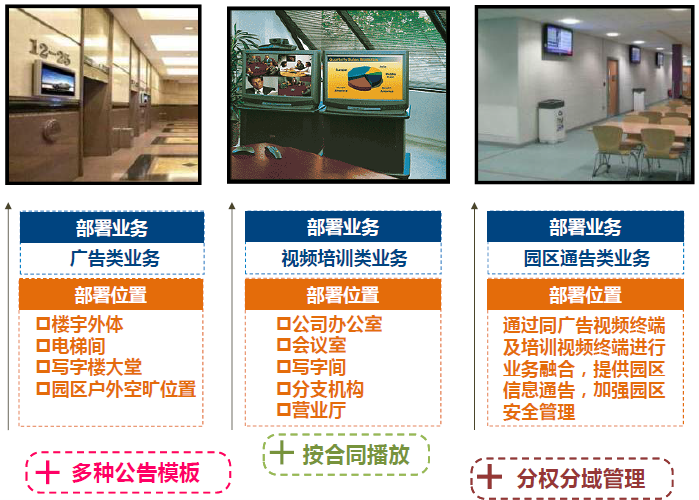 12-25
部署业务
广告类业务
部署位置
楼宇外体
电梯间
写字楼大堂
园区户外空旷位置
多种公告模板
部署业务
视频培训类业务
部署位置
公司办公室
会议室
写字间
分支机构
营业厅
按合同播放
部署业务
园区通告类业务
部署位置
通过同广告视频终端
及培训视频终端进行
业务融合，提供园区
信息通告，加强园区
安全管理
分权分域管理